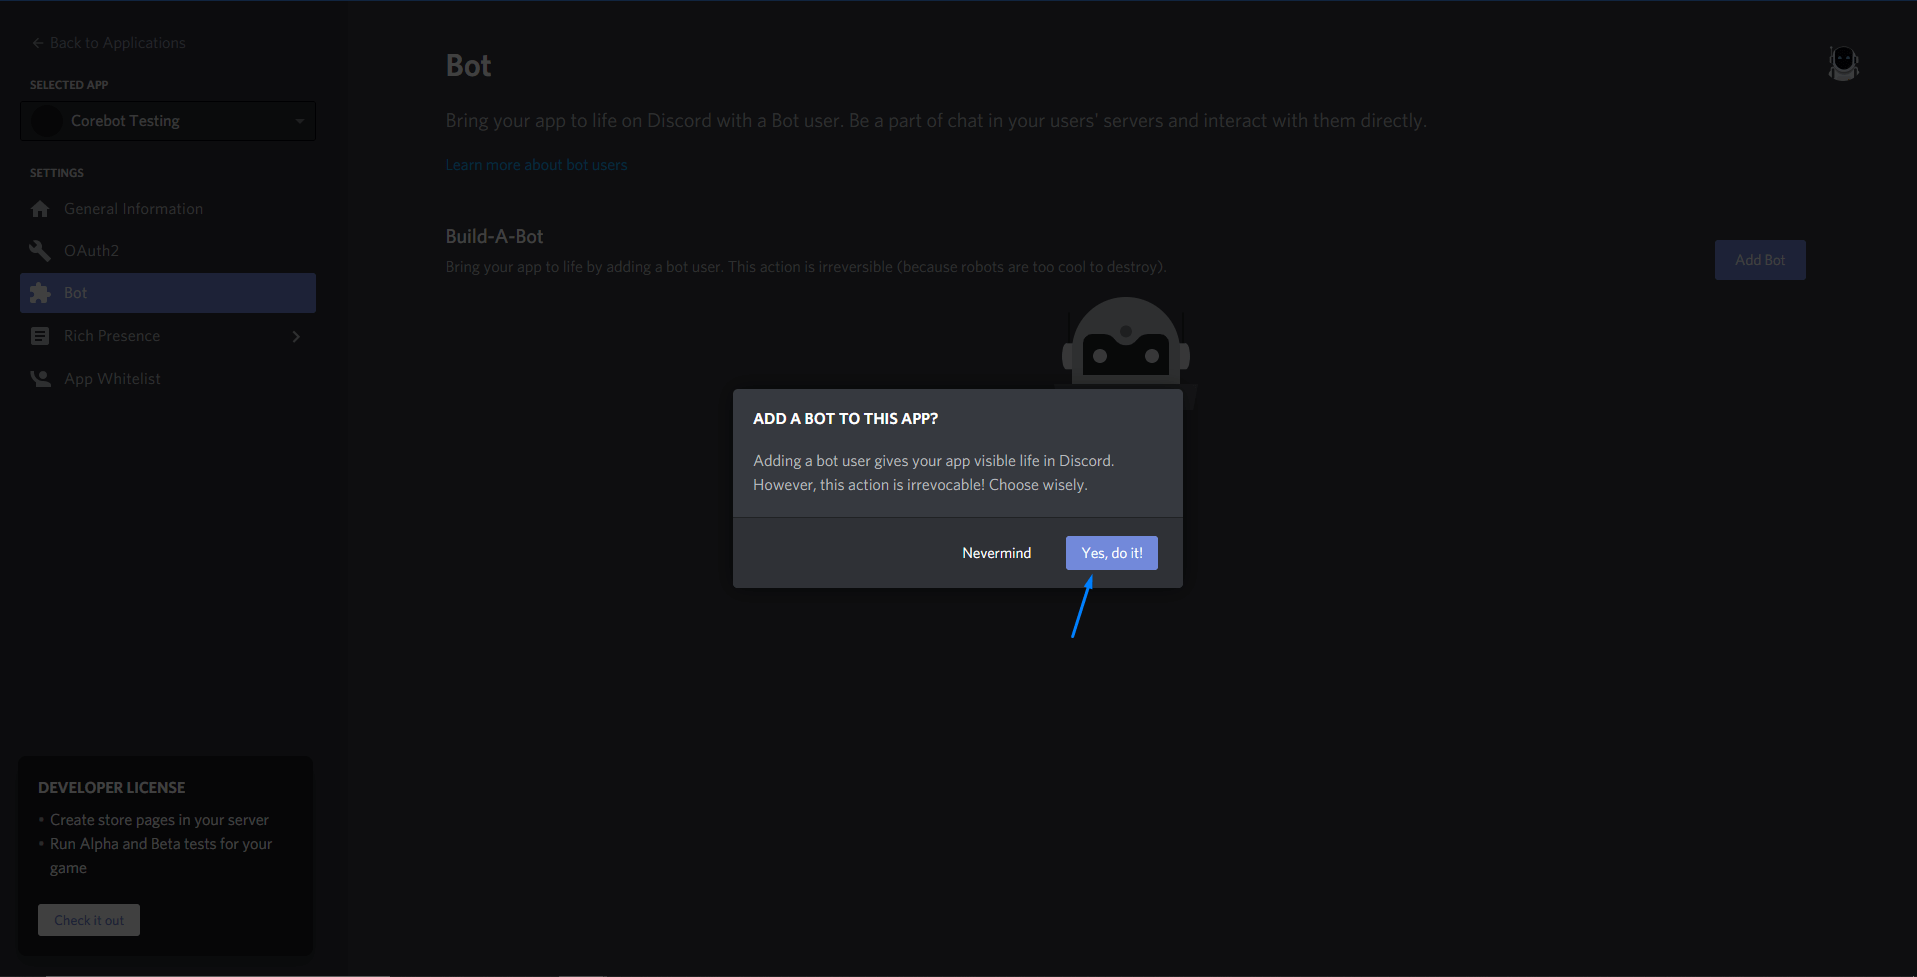 Back to Applications
SELECTED APP
Corebot Testing
SETTINGS
General Information
OAuth2
Bot
Rich Presence
App Whitelist
DEVELOPER LICENSE
• Create store pages in your server
• Run Alpha and Beta tests for your
game
Check it out
Bot
Bring your app to life on Discord with a Bot user. Be a part of chat in your users' servers and interact with them directly.
Learn more about bot users
Build-A-Bot
Bring your app to life by adding a bot user. This action is irreversible (because robots are too cool to destroy).
Add Bot
ADD A BOT TO THIS APP?
Adding a bot user gives your app visible life in Discord.
However, this action is irrevocable! Choose wisely.
Nevermind
Yes, do it!